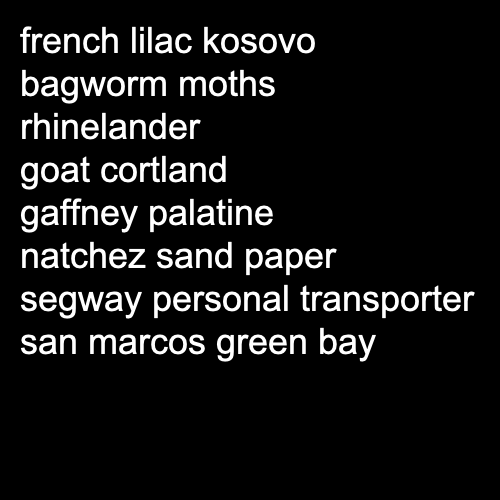 french lilac kosovo
bagworm moths
rhinelander
goat cortland
gaffney palatine
natchez sand paper
segway personal transporter
san marcos green bay